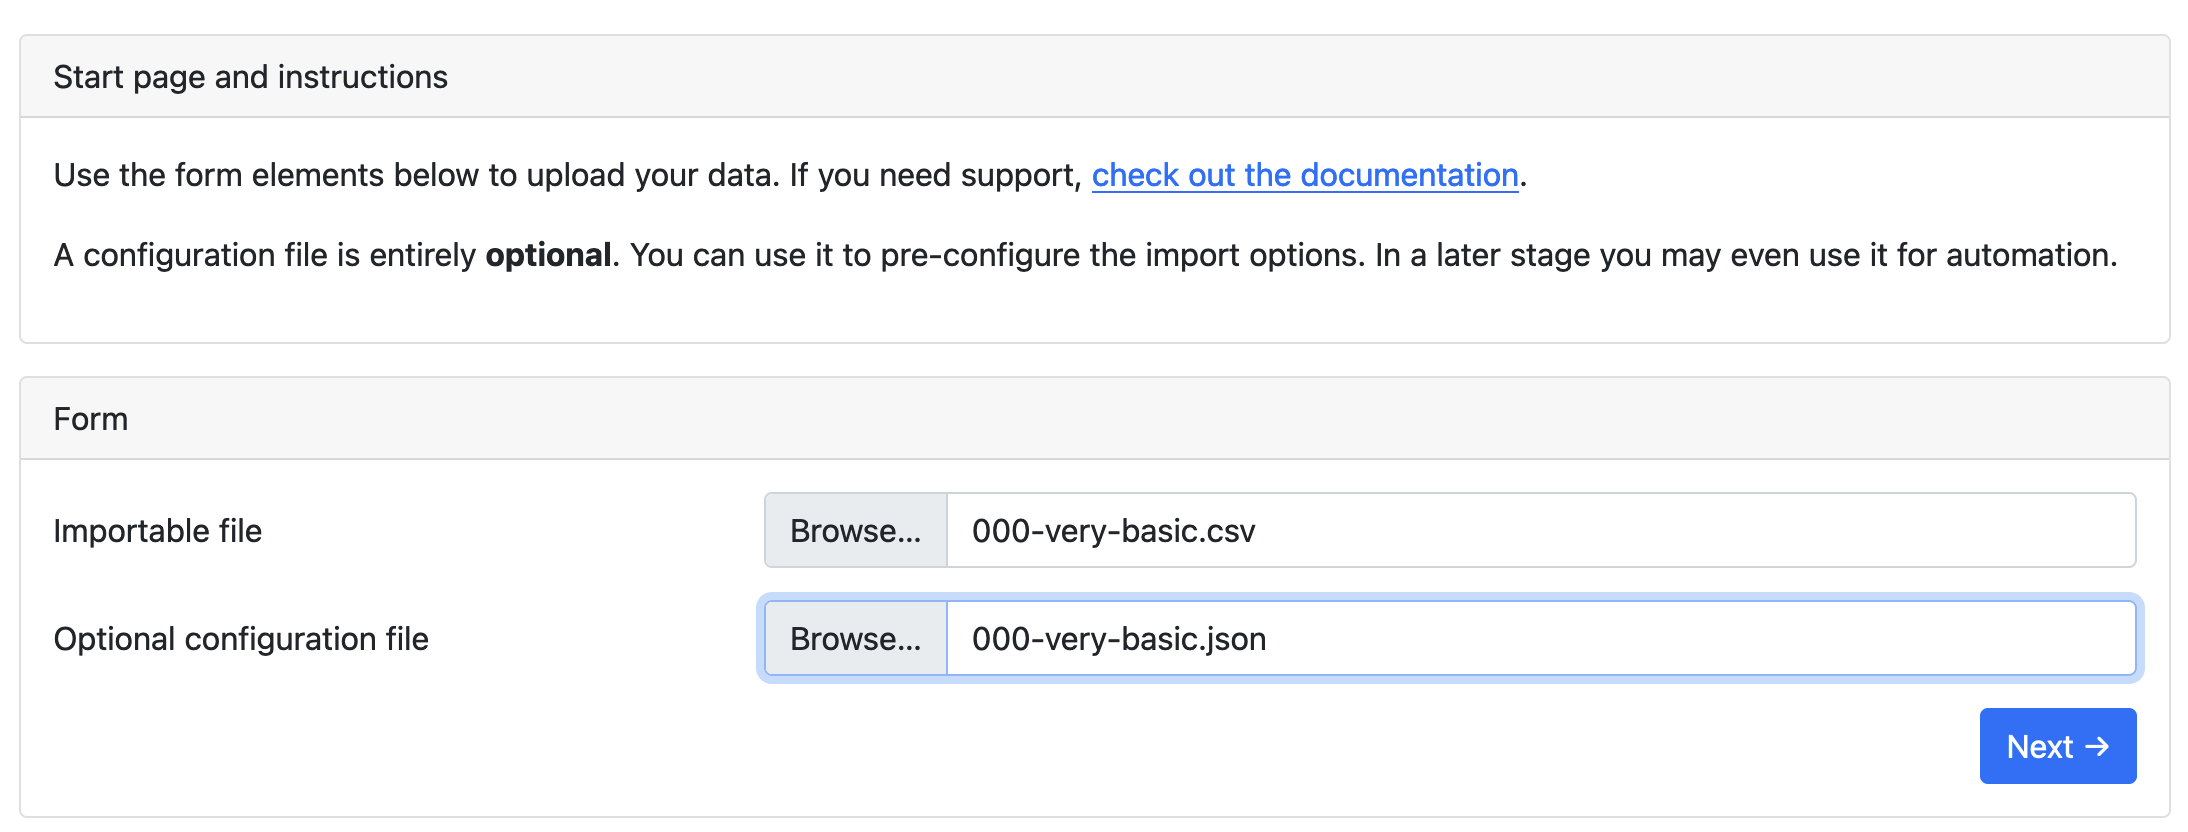 Start page and instructions
Use the form elements below to upload your data. If you need support, check out the documentation.
A configuration file is entirely optional. You can use it to pre-configure the import options. In a later stage you may even use it for automation.
Form
Importable file
Browse... 000-very-basic.csv
Optional configuration file
Browse... 000-very-basic.json
Next →